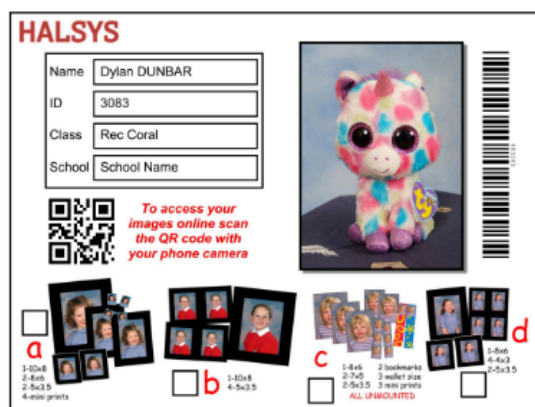 HALSYS
Name Dylan DUNBAR
ID 3083
Class Rec Coral
School School Name
To access your
images online scan
the QR code with
your phone camera
ty
a
1-10x8
2-8x6
2-5x3.5
4-mini prints
b
1-10x8
4-5x3.5
c
1-8x6
2-7x5
2-5x3.5
2 bookmarks
3 wallet size
3 mini prints
ALL UNMOUNTED
d
1-8x6
4-4x3
2-5x3.5